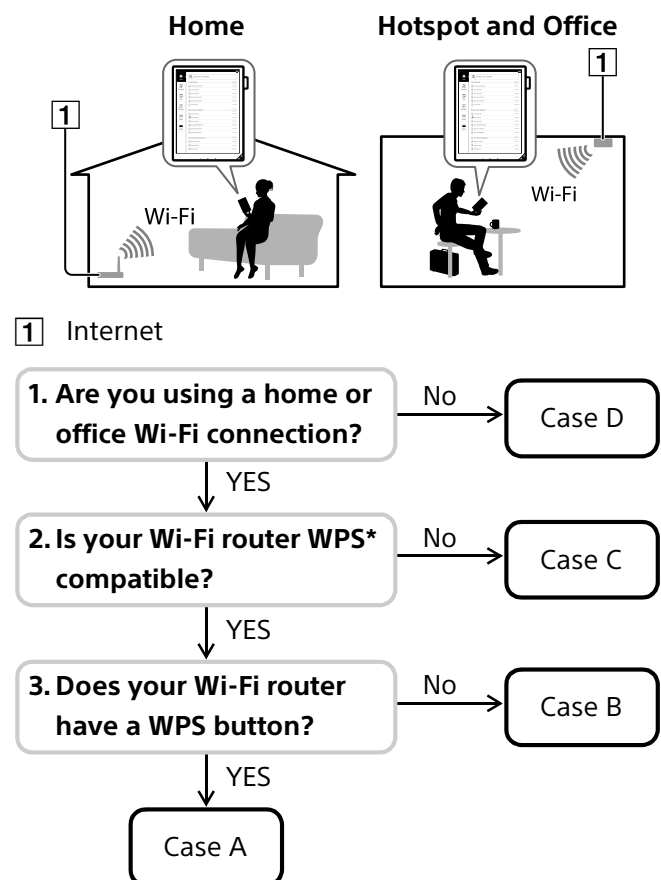 Home
Hotspot and Office
1
1
Wi-Fi
Wi-Fi
1 Internet
1. Are you using a home or
office Wi-Fi connection?
No
Case D
YES
2. Is your Wi-Fi router WPS*
compatible?
No
Case C
YES
3. Does your Wi-Fi router
have a WPS button?
No
Case B
YES
Case A